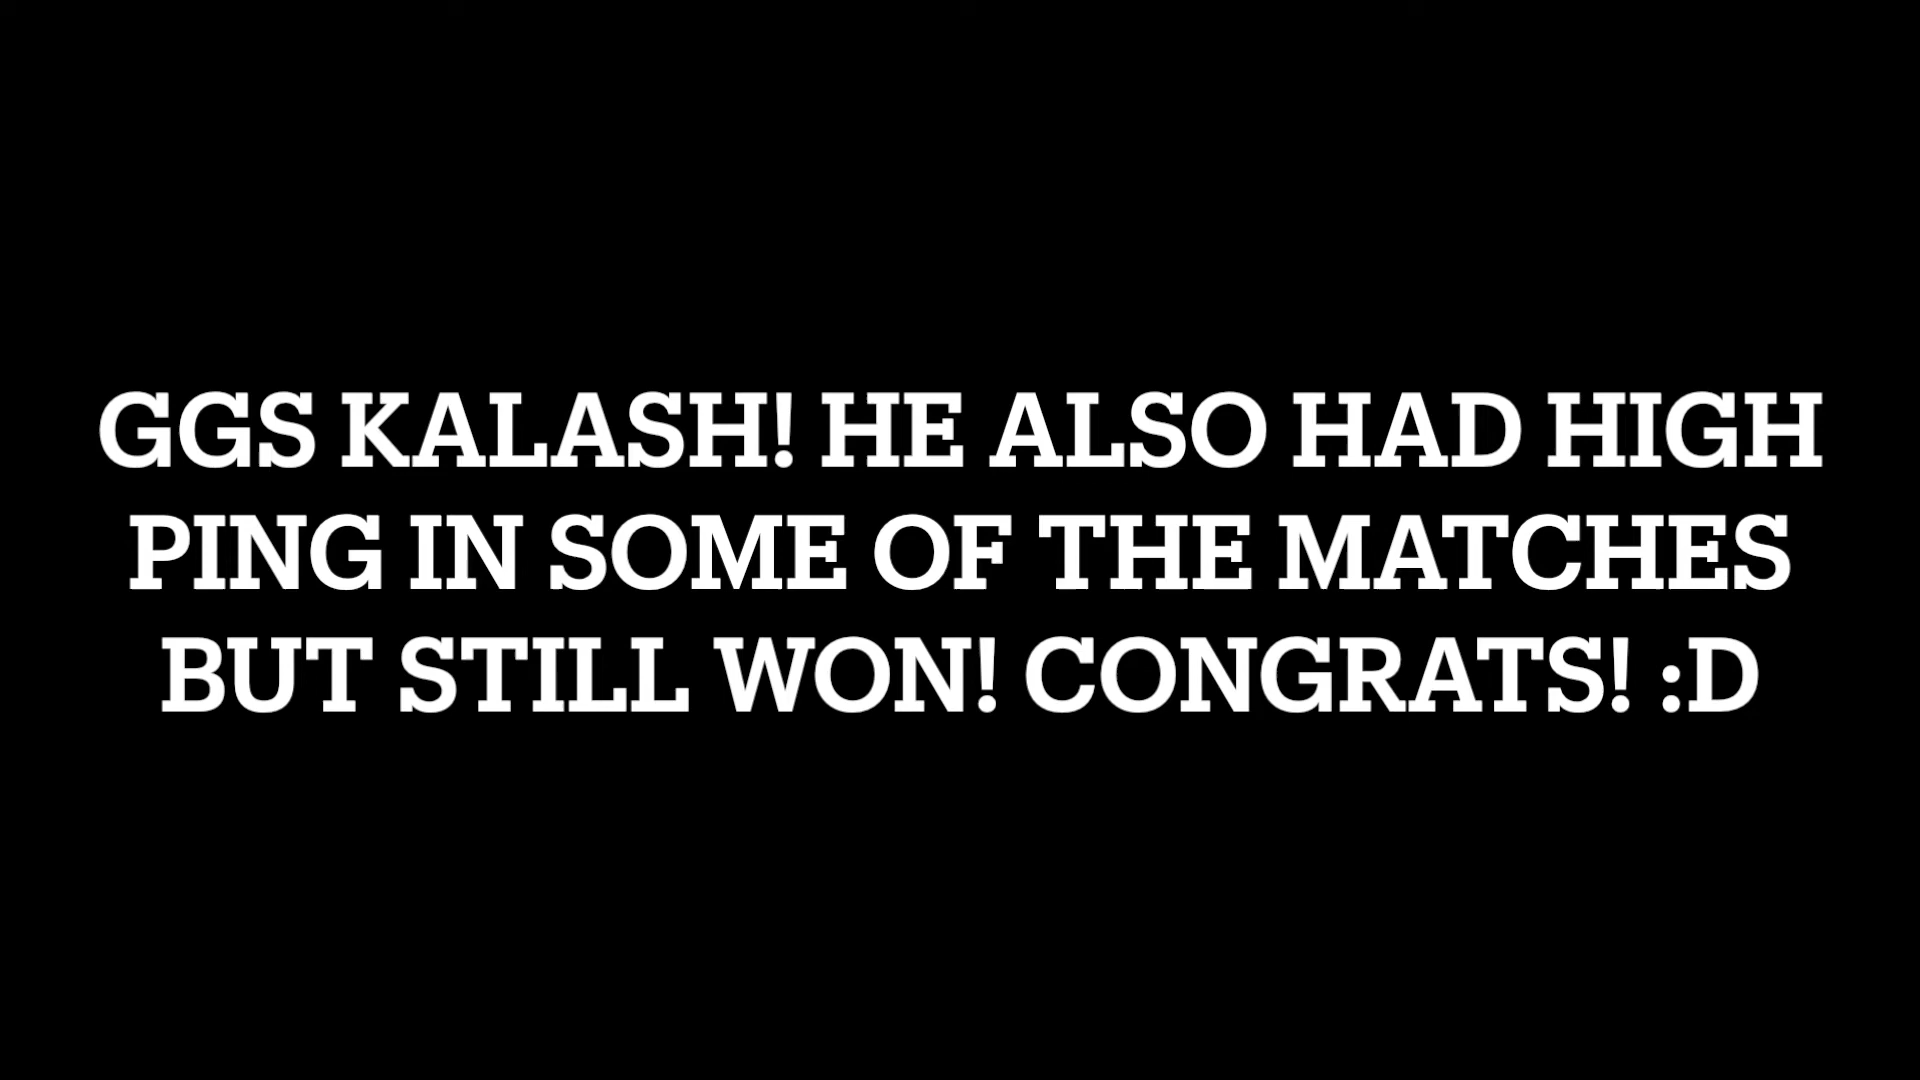 GGS KALASH! HE ALSO HAD HIGH
PING IN SOME OF THE MATCHES
BUT STILL WON! CONGRATS! :D